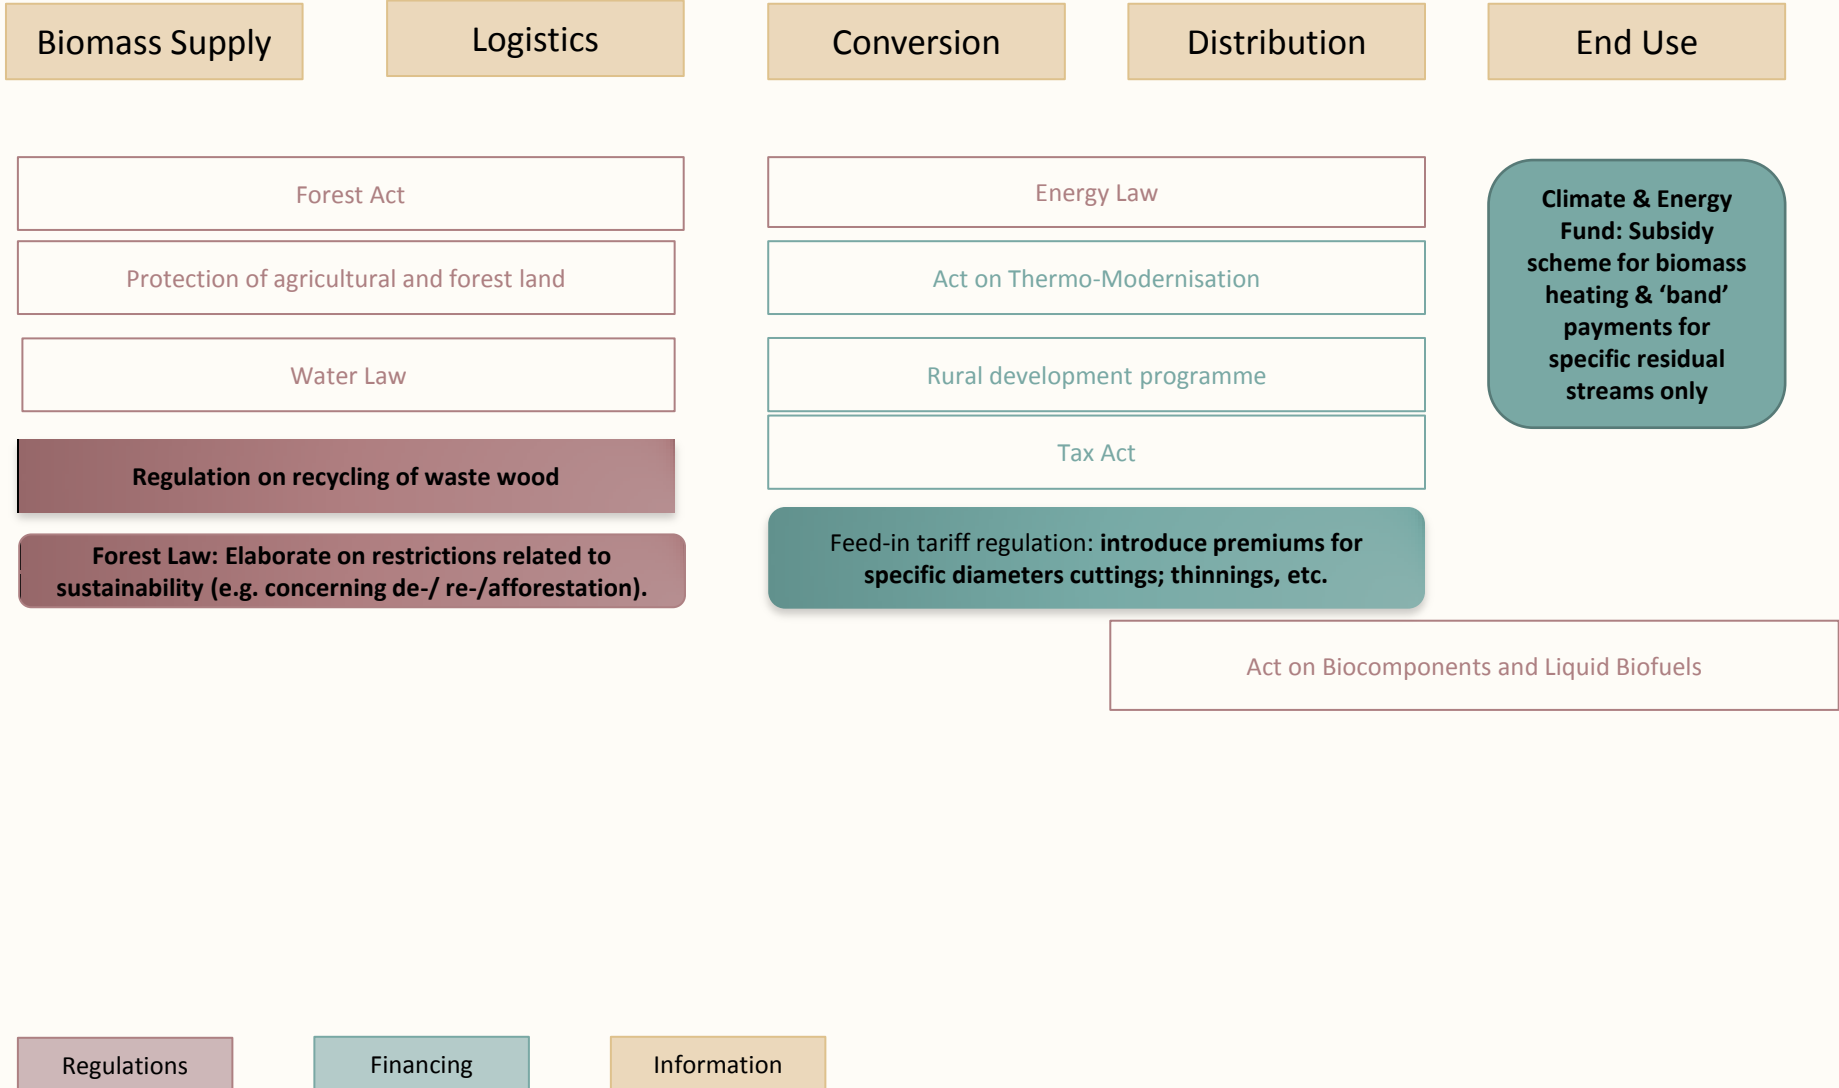 Biomass Supply
Logistics
Conversion
Distribution
End Use
Forest Act
Protection of agricultural and forest land
Water Law
Regulation on recycling of waste wood
Forest Law: Elaborate on restrictions related to
sustainability (e.g. concerning de-/ re-/afforestation).
Energy Law
Act on Thermo-Modernisation
Rural development programme
Tax Act
Feed-in tariff regulation: introduce premiums for
specific diameters cuttings; thinnings, etc.
Climate & Energy
Fund: Subsidy
scheme for biomass
heating & ‘band’
payments for
specific residual
streams only
Act on Biocomponents and Liquid Biofuels
Regulations
Financing
Information